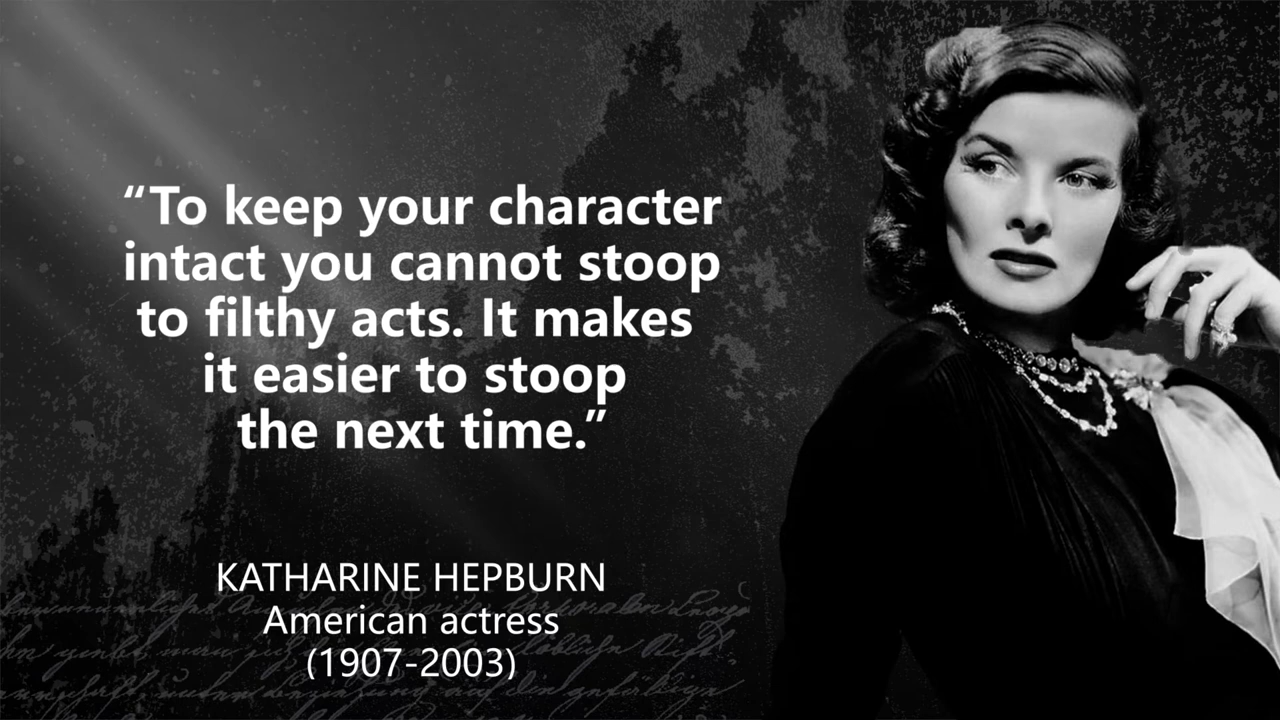 “To keep your character
intact you cannot stoop
to filthy acts. It makes
it easier to stoop
the next time.”
KATHARINE HEPBURN
American actress
(1907-2003)